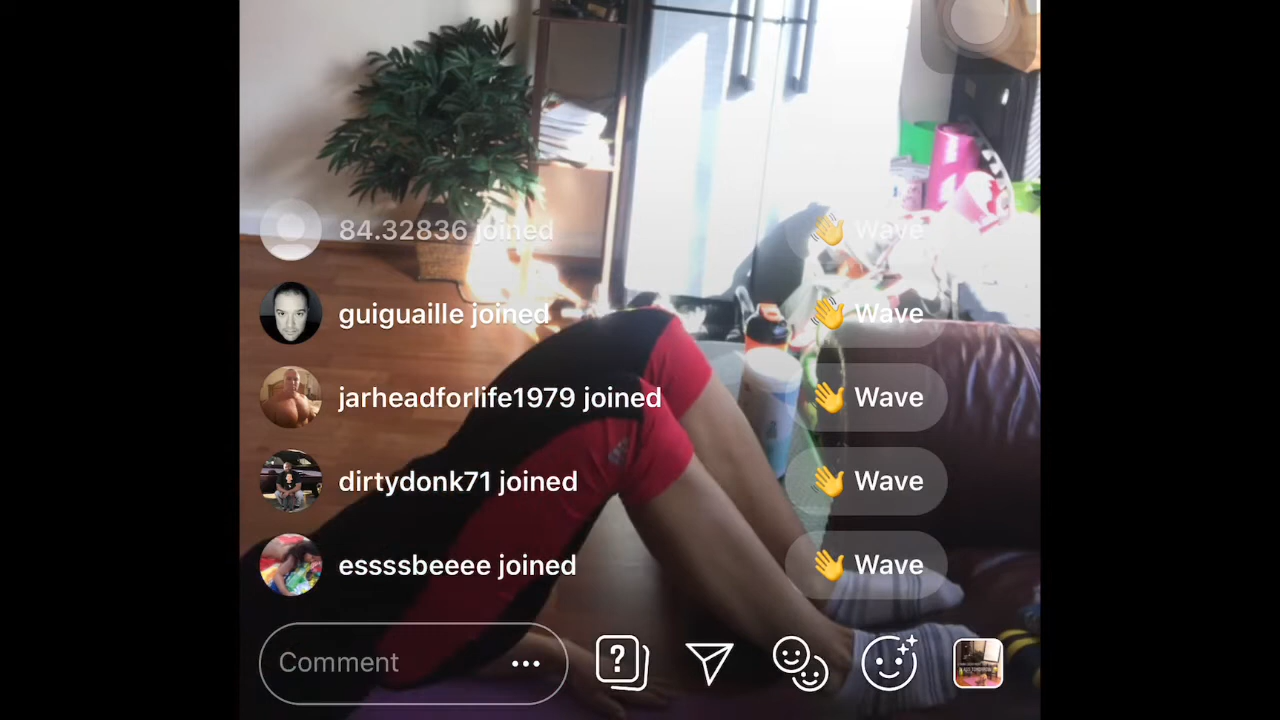 84.32836 joined
Wave
guiguaille joined
Wave
jarheadforlife1979 joined
Wave
dirtydonk71 joined
Wave
essssbeeee joined
Wave
Comment
?